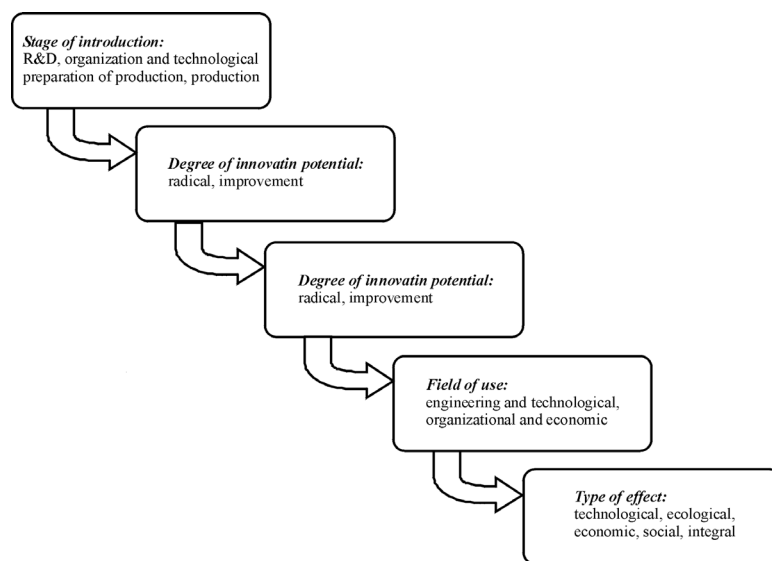 Stage of introduction:
R&D, organization and technological
preparation of production, production
Degree of innovatin potential:
radical, improvement
Degree of innovatin potential:
radical, improvement
Field of use:
engineering and technological,
organizational and economic
Type of effect:
technological, ecological,
economic, social, integral